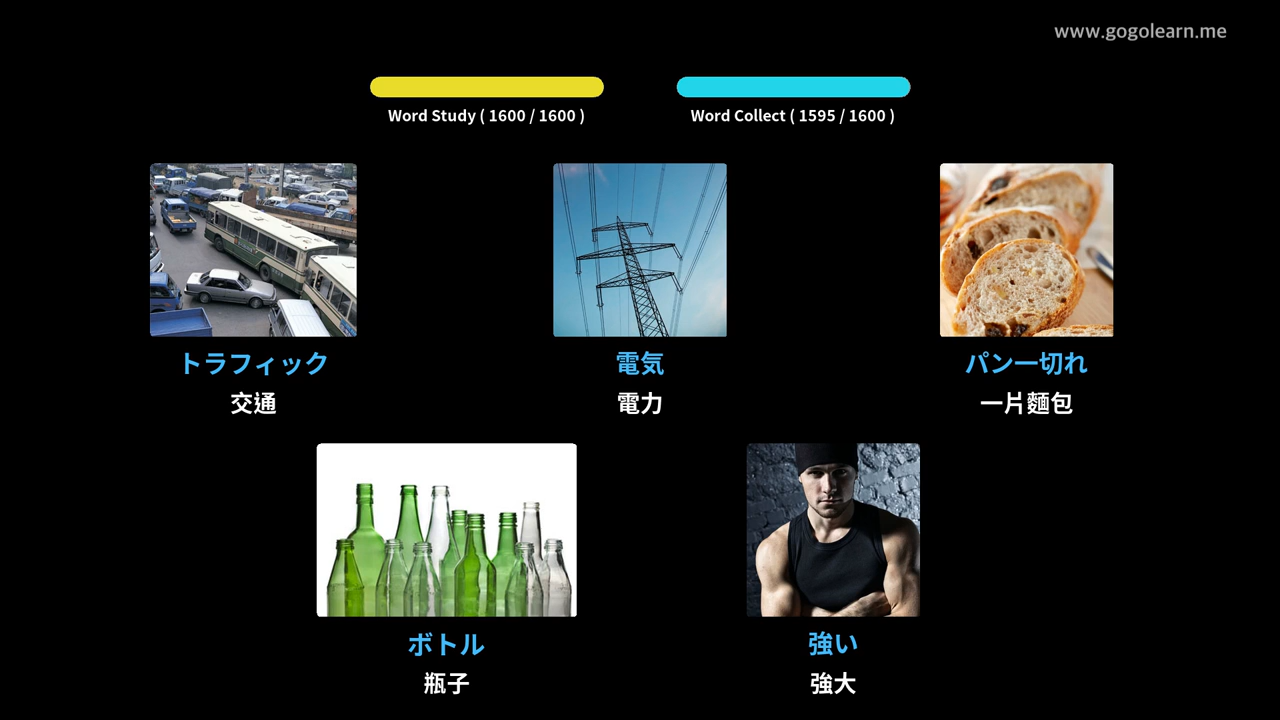 www.gogolearn.me
Word Study ( 1600 / 1600 )
Word Collect ( 1595 / 1600 )
トラフィック
交通
電気
電力
パン一切れ
一片麵包
ボトル
瓶子
強い
強大